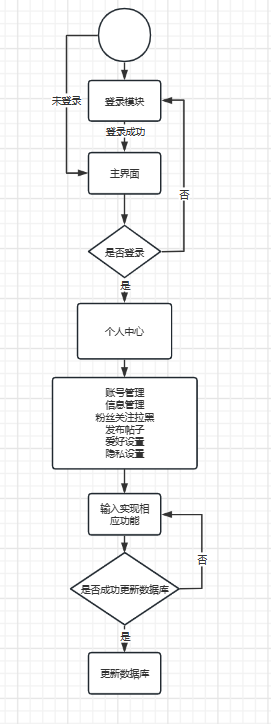 未登录
登录模块
登录成功
主界面
否
是否登录
是
个人中心
账号管理
信息管理
粉丝关注拉黑
发布帖子
爱好设置
隐私设置
输入实现相
应功能
否
是否成功更新数据库
是
更新数据库